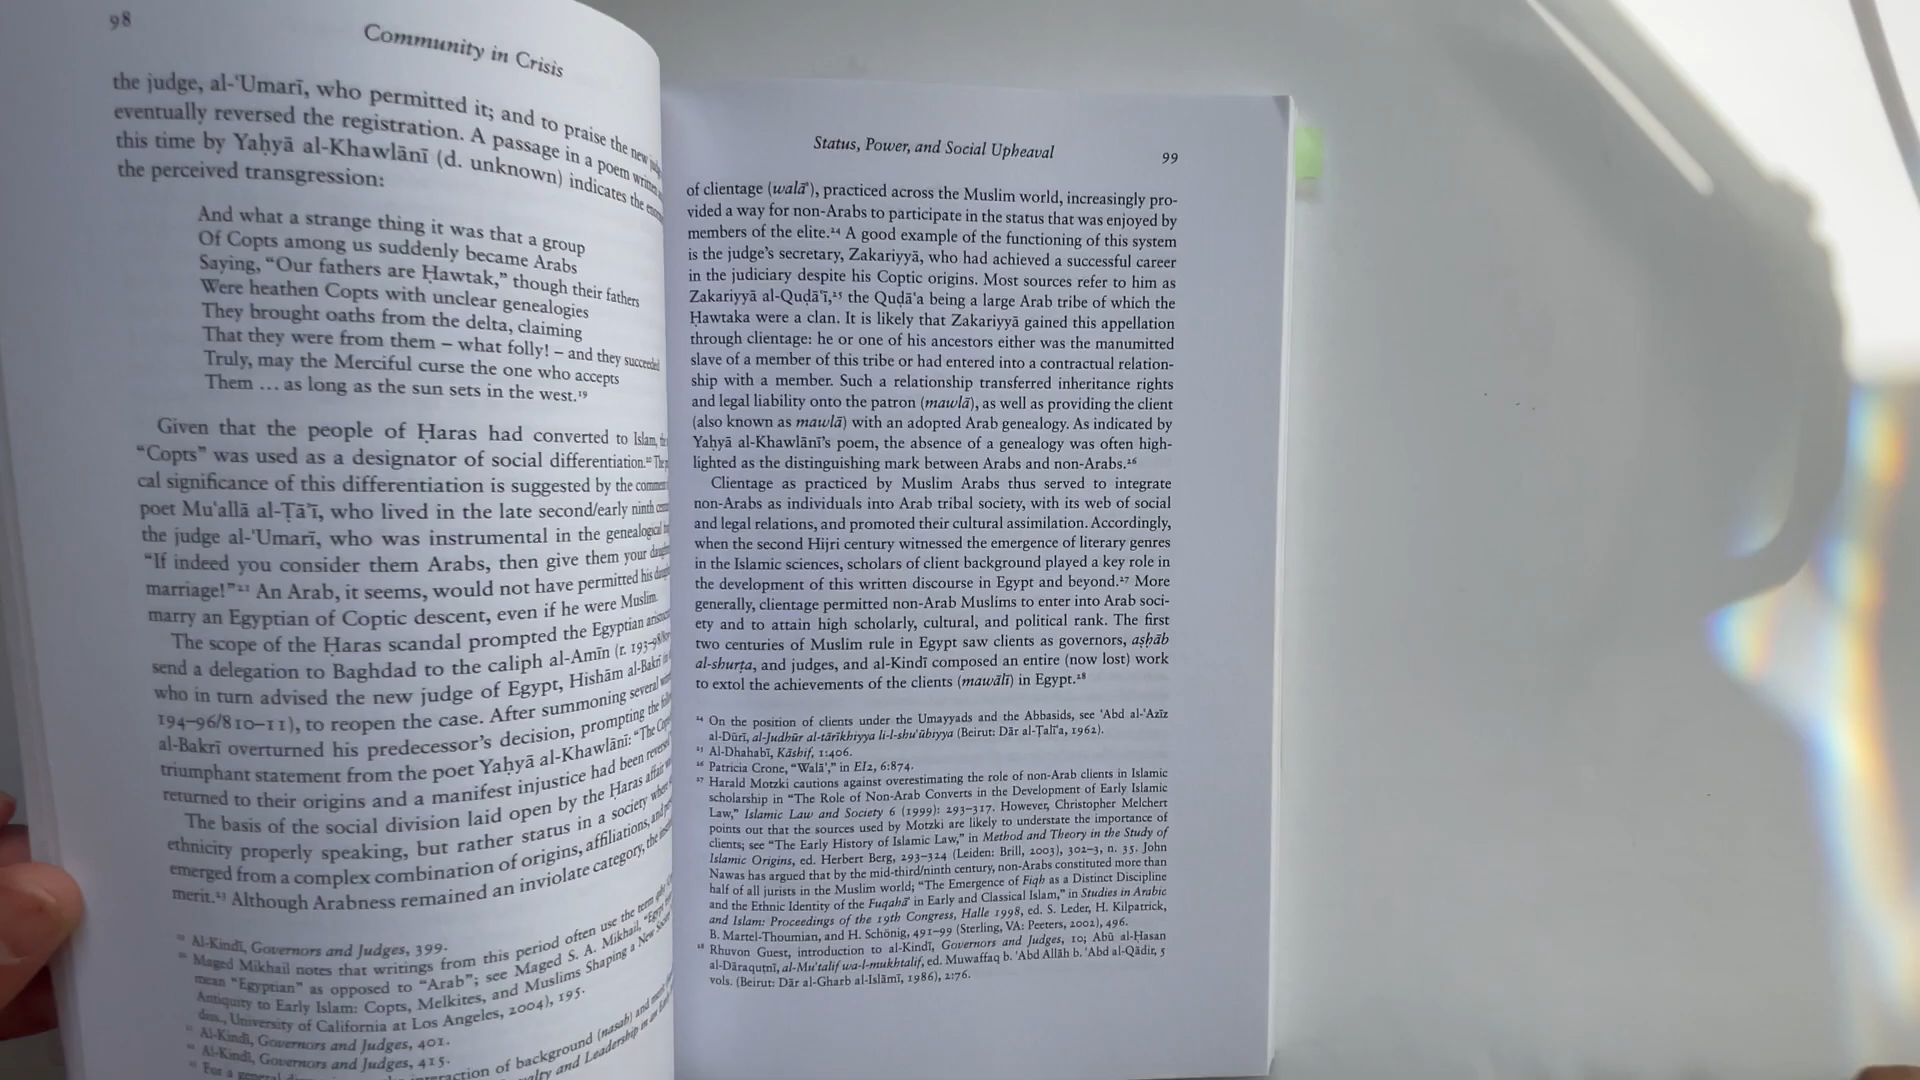 98
Community in Crisis
the judge, al-ʿUmarī, who permitted it; and to praise the new
eventually reversed the registration. A passage in a poem written
this time by Yaḥyā al-Khawlānī (d. unknown) indicates the
the perceived transgression:
And what a strange thing it was that a group
Of Copts among us suddenly became Arabs
Saying, “Our fathers are Ḥawtak,” though their fathers
Were heathen Copts with unclear genealogies
They brought oaths from the delta, claiming
That they were from them – what folly! – and they succeeded
Truly, may the Merciful curse the one who accepts
Them … as long as the sun sets in the west.¹⁹
Given that the people of Ḥaras had converted to Islam,
“Copts” was used as a designator of social differentiation.²⁰
cal significance of this differentiation is suggested by the
poet Muʿallā al-Ṭāʾī, who lived in the late second/early ninth
the judge al-ʿUmarī, who was instrumental in the genealogical
“If indeed you consider them Arabs, then give them your
marriage!”²¹ An Arab, it seems, would not have permitted his
marry an Egyptian of Coptic descent, even if he were Muslim.
The scope of the Ḥaras scandal prompted the Egyptian
send a delegation to Baghdad to the caliph al-Amīn (r. 193–98/
who in turn advised the new judge of Egypt, Hishām al-Bakrī
194–96/810–11), to reopen the case. After summoning several
al-Bakrī overturned his predecessor’s decision, prompting the
triumphant statement from the poet Yaḥyā al-Khawlānī: “The
returned to their origins and a manifest injustice had been
The basis of the social division laid open by the Ḥaras affair
ethnicity properly speaking, but rather status in a society where
emerged from a complex combination of origins, affiliations,
merit.²³ Although Arabness remained an inviolate category, the
Al-Kindī, Governors and Judges, 399.
Maged Mikhail notes that writings from this period often use the term
mean “Egyptian” as opposed to “Arab”; see Maged S. A. Mikhail, “Egypt
Antiquity to Early Islam: Copts, Melkites, and Muslims Shaping a New
diss., University of California at Los Angeles, 2004), 195.
Al-Kindī, Governors and Judges, 401.
Al-Kindī, Governors and Judges, 415.
For a general interaction of background (nasab) and
and Leadership in
Status, Power, and Social Upheaval
99
of clientage (walāʾ), practiced across the Muslim world, increasingly pro-
vided a way for non-Arabs to participate in the status that was enjoyed by
members of the elite.²⁴ A good example of the functioning of this system
is the judge’s secretary, Zakariyyā, who had achieved a successful career
in the judiciary despite his Coptic origins. Most sources refer to him as
Zakariyyā al-Quḍāʿī,²⁵ the Quḍāʿa being a large Arab tribe of which the
Ḥawtaka were a clan. It is likely that Zakariyyā gained this appellation
through clientage: he or one of his ancestors either was the manumitted
slave of a member of this tribe or had entered into a contractual relation-
ship with a member. Such a relationship transferred inheritance rights
and legal liability onto the patron (mawlā), as well as providing the client
(also known as mawlā) with an adopted Arab genealogy. As indicated by
Yaḥyā al-Khawlānī’s poem, the absence of a genealogy was often high-
lighted as the distinguishing mark between Arabs and non-Arabs.²⁶
Clientage as practiced by Muslim Arabs thus served to integrate
non-Arabs as individuals into Arab tribal society, with its web of social
and legal relations, and promoted their cultural assimilation. Accordingly,
when the second Hijri century witnessed the emergence of literary genres
in the Islamic sciences, scholars of client background played a key role in
the development of this written discourse in Egypt and beyond.²⁷ More
generally, clientage permitted non-Arab Muslims to enter into Arab soci-
ety and to attain high scholarly, cultural, and political rank. The first
two centuries of Muslim rule in Egypt saw clients as governors, aṣḥāb
al-shurṭa, and judges, and al-Kindī composed an entire (now lost) work
to extol the achievements of the clients (mawālī) in Egypt.²⁸
²⁴ On the position of clients under the Umayyads and the Abbasids, see ʿAbd al-ʿAzīz
al-Dūrī, al-Judhūr al-tārīkhiyya li-l-shuʿūbiyya (Beirut: Dār al-Ṭalīʿa, 1962).
²⁵ Al-Dhahabī, Kāshif, 1:406.
²⁶ Patricia Crone, “Walāʾ,” in EI2, 6:874.
²⁷ Harald Motzki cautions against overestimating the role of non-Arab clients in Islamic
scholarship in “The Role of Non-Arab Converts in the Development of Early Islamic
Law,” Islamic Law and Society 6 (1999): 293–317. However, Christopher Melchert
points out that the sources used by Motzki are likely to understate the importance of
clients; see “The Early History of Islamic Law,” in Method and Theory in the Study of
Islamic Origins, ed. Herbert Berg, 293–324 (Leiden: Brill, 2003), 302–3, n. 35. John
Nawas has argued that by the mid-third/ninth century, non-Arabs constituted more than
half of all jurists in the Muslim world; “The Emergence of Fiqh as a Distinct Discipline
and the Ethnic Identity of the Fuqahāʾ in Early and Classical Islam,” in Studies in Arabic
and Islam: Proceedings of the 19th Congress, Halle 1998, ed. S. Leder, H. Kilpatrick,
B. Martel-Thoumian, and H. Schönig, 491–99 (Sterling, VA: Peeters, 2002), 496.
²⁸ Rhuvon Guest, introduction to al-Kindī, Governors and Judges, 10; Abū al-Ḥasan
al-Dāraquṭnī, al-Muʾtalif wa-l-mukhtalif, ed. Muwaffaq b. ʿAbd Allāh b. ʿAbd al-Qādir, 5
vols. (Beirut: Dār al-Gharb al-Islāmī, 1986), 2:76.